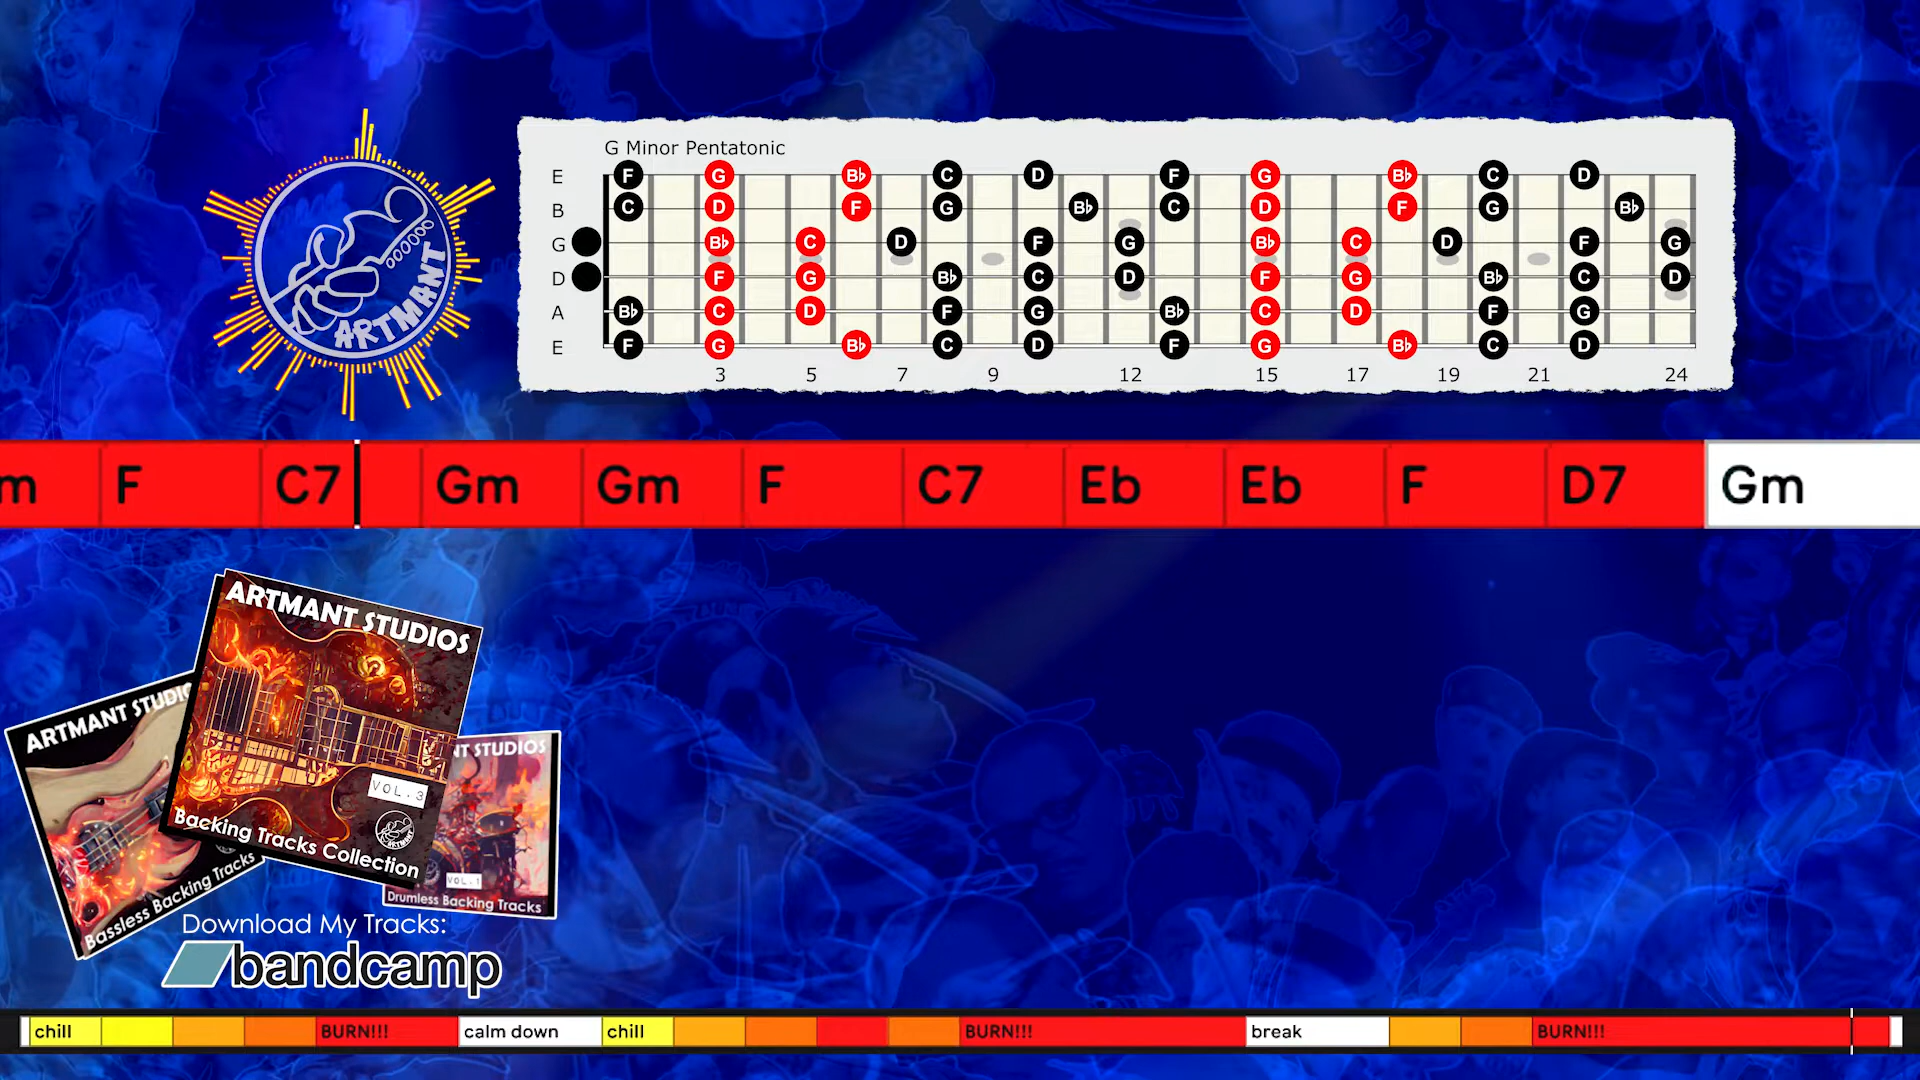 G Minor Pentatonic
E F G B♭ C D F G B♭ C D
B C D F G B♭ C D F G B♭
G B♭ C D F G B♭ C D F G
D F G B♭ C D F G B♭ C D
A B♭ C D F G B♭ C D F G
E F G B♭ C D F G B♭ C D
3 5 7 9 12 15 17 19 21 24
ARTMANT
m F C7 Gm Gm F C7 Eb Eb F D7 Gm
ARTMANT STUDIOS
VOL.3
Backing Tracks Collection
ARTMANT
ARTMANT STUDIO
Bassless Backing Tracks
NT STUDIOS
VOL.1
Drumless Backing Tracks
Download My Tracks:
bandcamp
chill BURN!!! calm down chill BURN!!! break BURN!!!